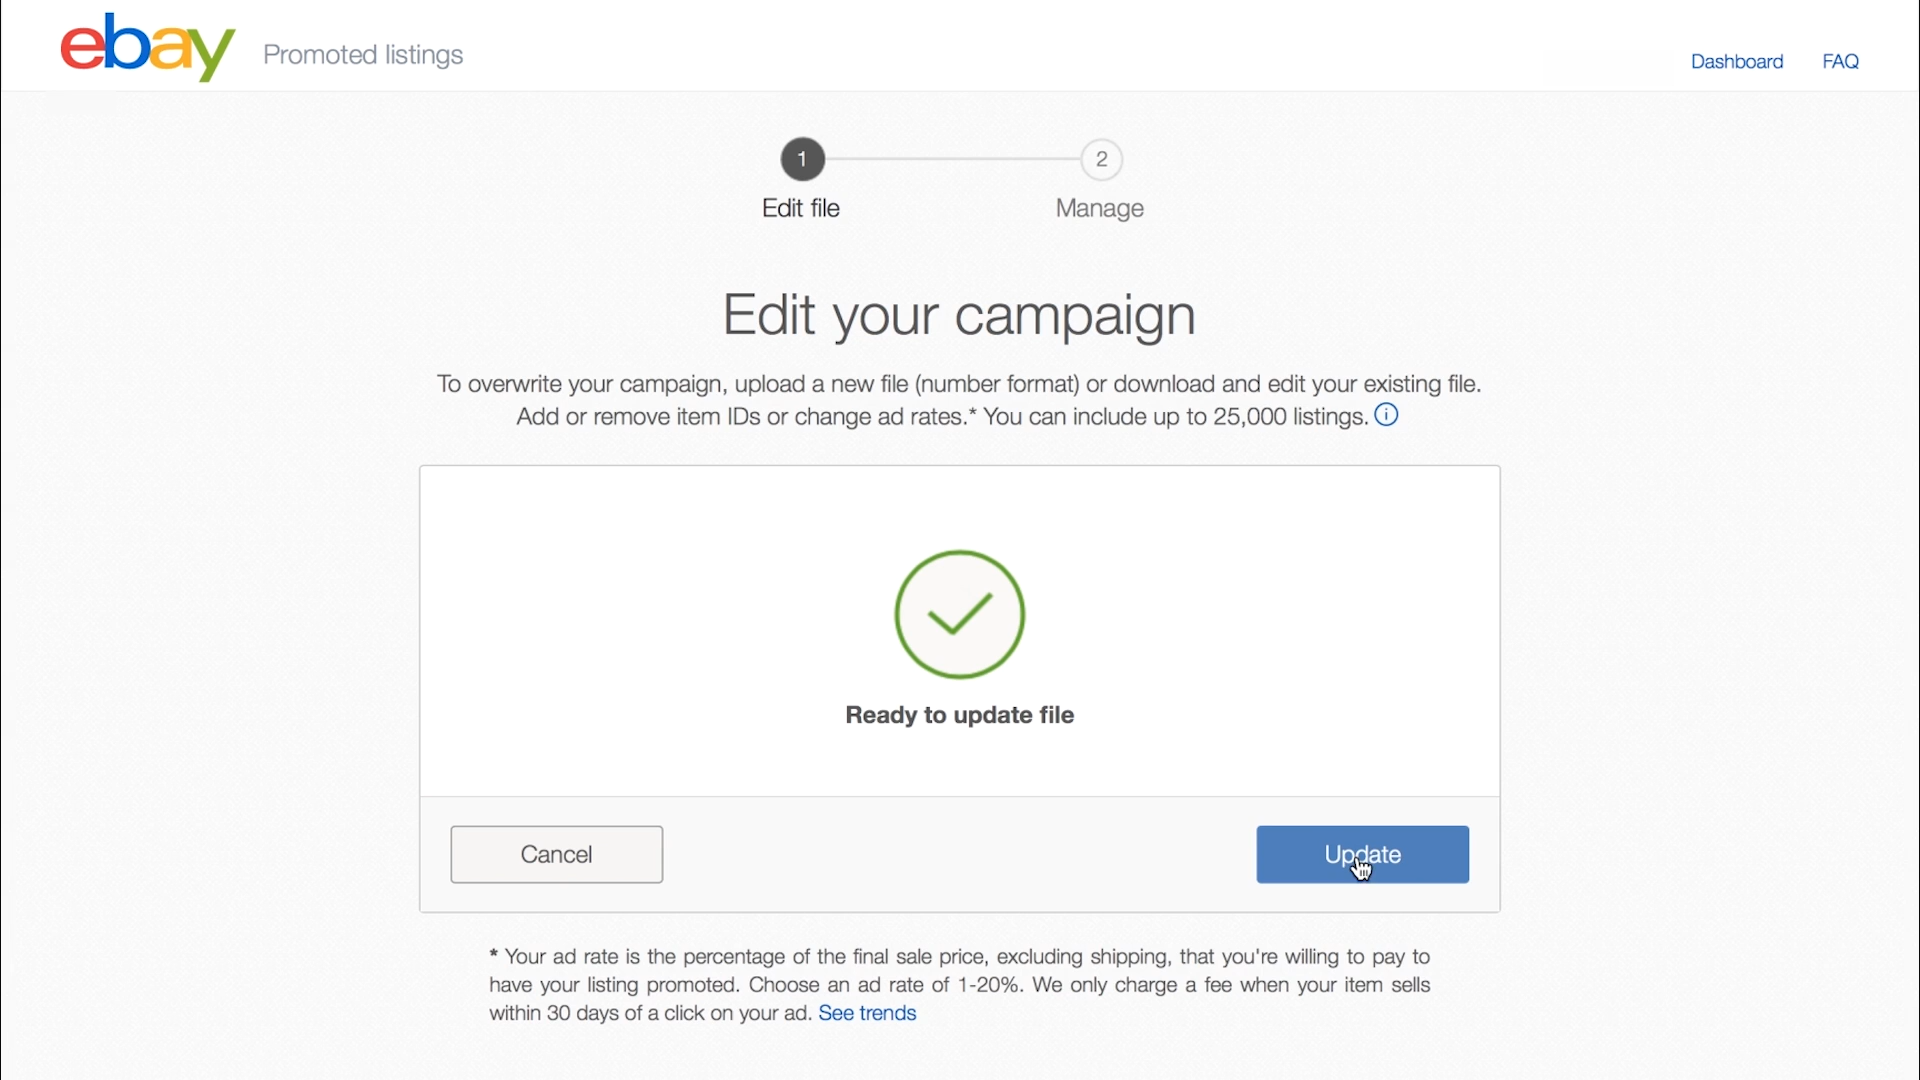 ebay Promoted listings
Dashboard FAQ
1 2
Edit file Manage
Edit your campaign
To overwrite your campaign, upload a new file (number format) or download and edit your existing file.
Add or remove item IDs or change ad rates.* You can include up to 25,000 listings. i
Ready to update file
Cancel Update
* Your ad rate is the percentage of the final sale price, excluding shipping, that you're willing to pay to
have your listing promoted. Choose an ad rate of 1-20%. We only charge a fee when your item sells
within 30 days of a click on your ad. See trends